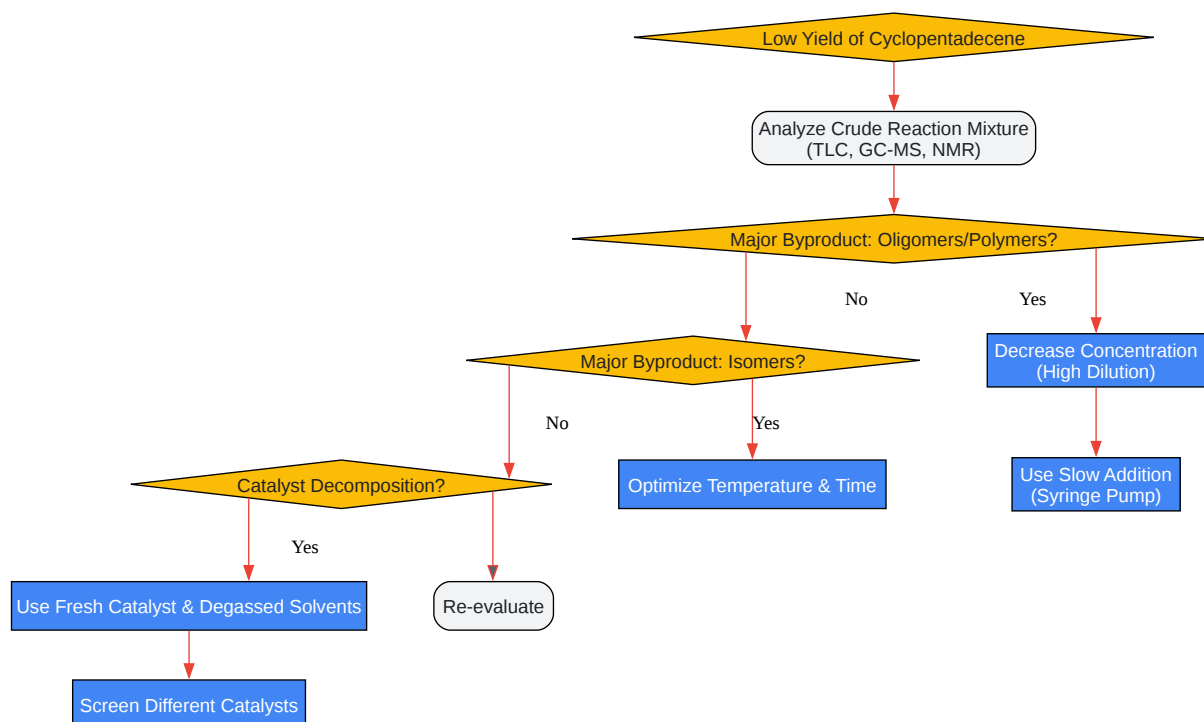 Low Yield of Cyclopentadecene
Analyze Crude Reaction Mixture
(TLC, GC-MS, NMR)
Major Byproduct: Oligomers/Polymers?
No
Yes
Major Byproduct: Isomers?
Decrease Concentration
(High Dilution)
No
Yes
Catalyst Decomposition?
Optimize Temperature & Time
Use Slow Addition
(Syringe Pump)
Yes
Use Fresh Catalyst & Degassed Solvents
Re-evaluate
Screen Different Catalysts